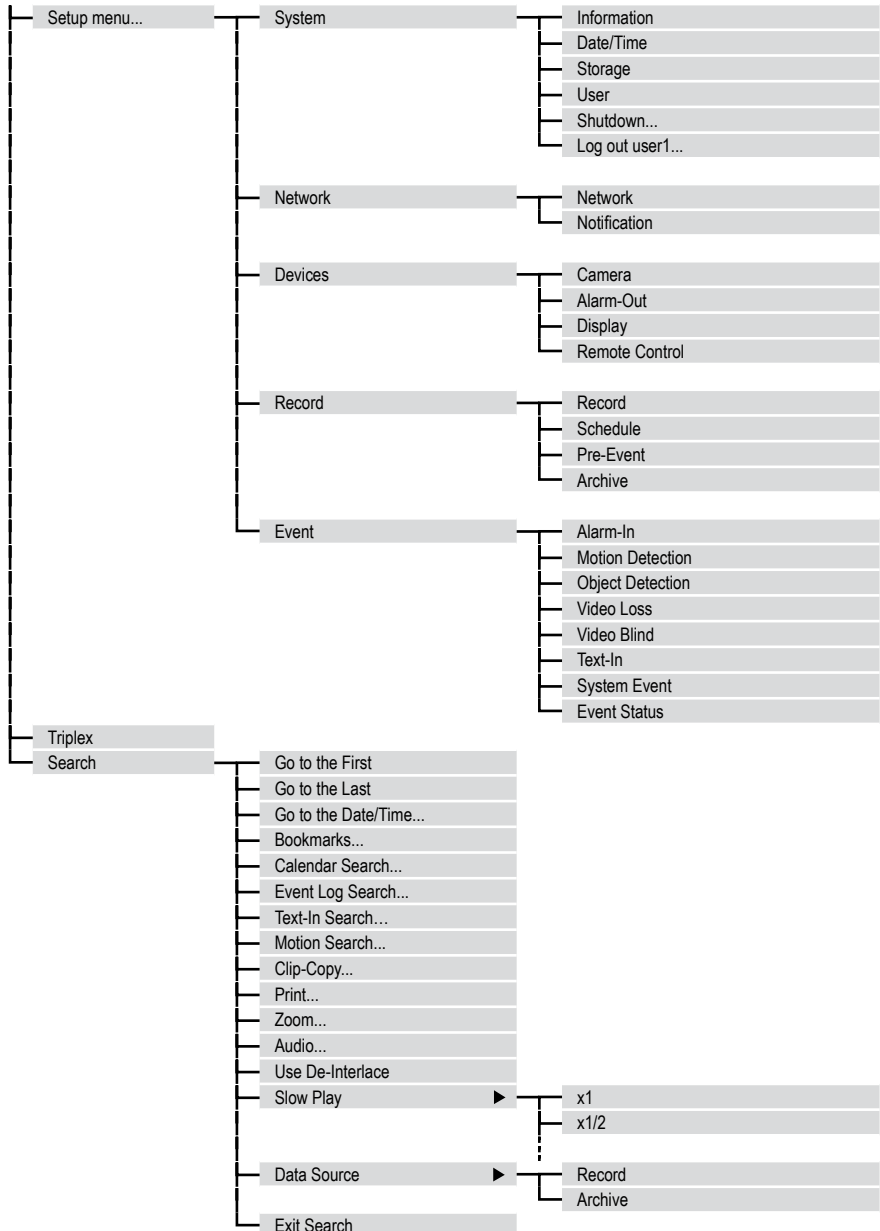 Setup menu...
System
Information
Date/Time
Storage
User
Shutdown...
Log out user1...
Network
Network
Notification
Devices
Camera
Alarm-Out
Display
Remote Control
Record
Record
Schedule
Pre-Event
Archive
Event
Alarm-In
Motion Detection
Object Detection
Video Loss
Video Blind
Text-In
System Event
Event Status
Triplex
Search
Go to the First
Go to the Last
Go to the Date/Time...
Bookmarks...
Calendar Search...
Event Log Search...
Text-In Search…
Motion Search...
Clip-Copy...
Print...
Zoom...
Audio...
Use De-Interlace
Slow Play
x1
x1/2
Data Source
Record
Archive
Exit Search